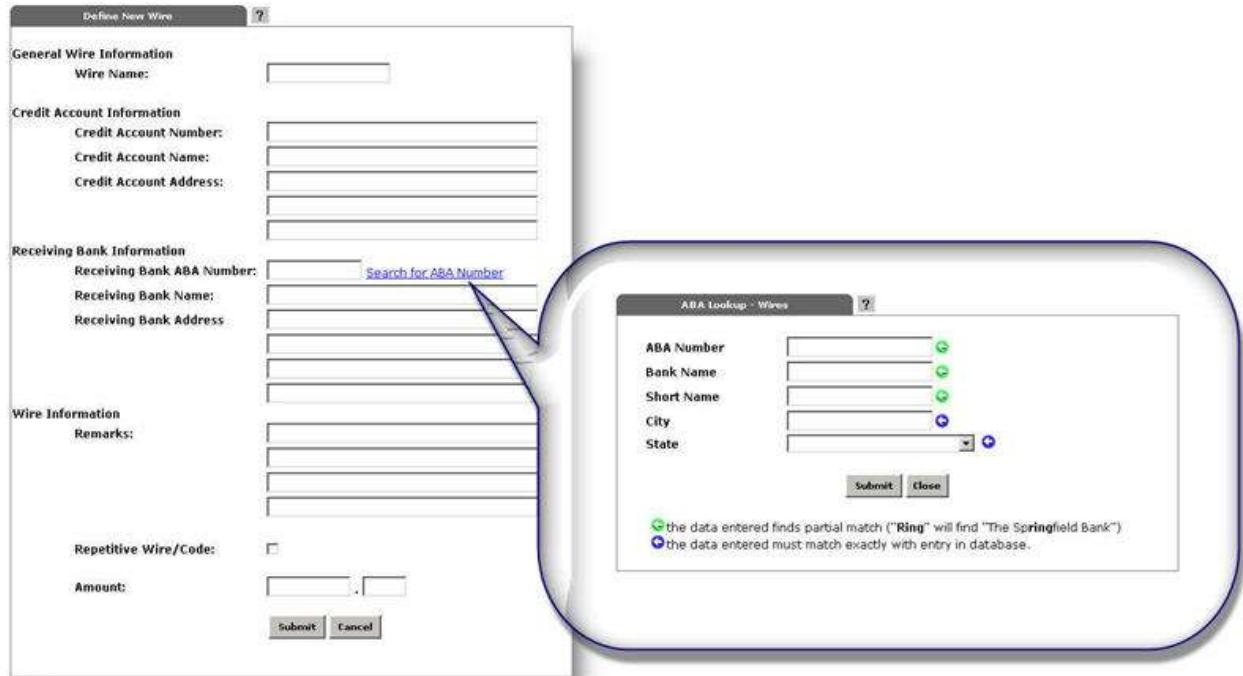 Define New Wire
?
General Wire Information
Wire Name:
Credit Account Information
Credit Account Number:
Credit Account Name:
Credit Account Address:
Receiving Bank Information
Receiving Bank ABA Number:
Search for ABA Number
Receiving Bank Name:
Receiving Bank Address
Wire Information
Remarks:
Repetitive Wire/Code:
Amount:
.
Submit
Cancel
ABA Lookup - Wires
?
ABA Number
Bank Name
Short Name
City
State
Submit
Close
the data entered finds partial match ("Ring" will find "The Springfield Bank")
the data entered must match exactly with entry in database.